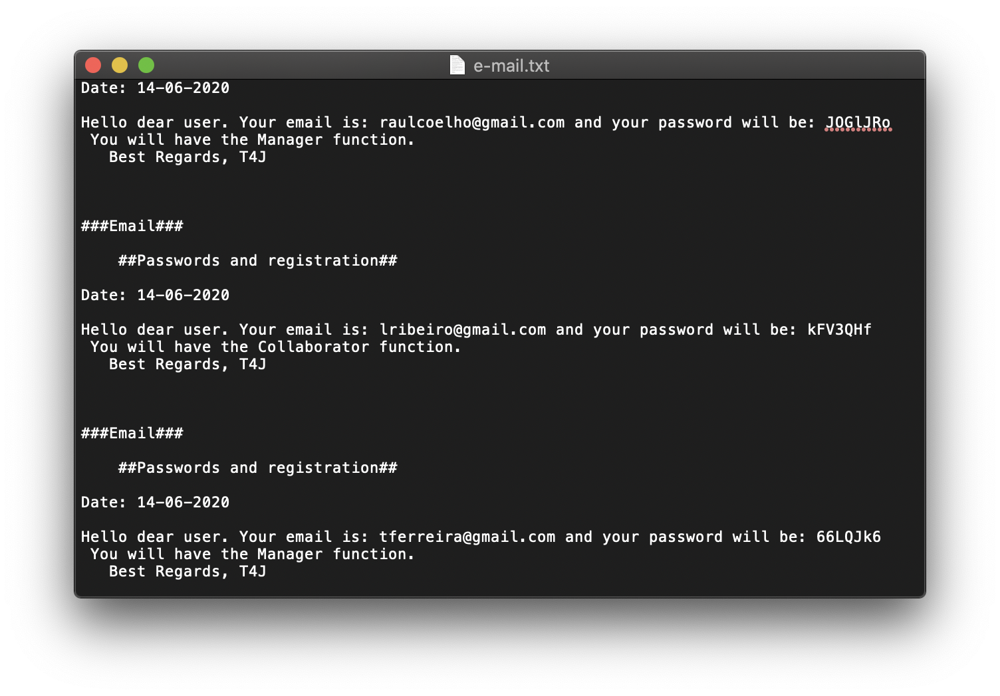 e-mail.txt
Date: 14-06-2020
Hello dear user. Your email is: raulcoelho@gmail.com and your password will be: JOGlJRo
You will have the Manager function.
Best Regards, T4J
###Email###
##Passwords and registration##
Date: 14-06-2020
Hello dear user. Your email is: lribeiro@gmail.com and your password will be: kFV3QHf
You will have the Collaborator function.
Best Regards, T4J
###Email###
##Passwords and registration##
Date: 14-06-2020
Hello dear user. Your email is: tferreira@gmail.com and your password will be: 66LQJk6
You will have the Manager function.
Best Regards, T4J